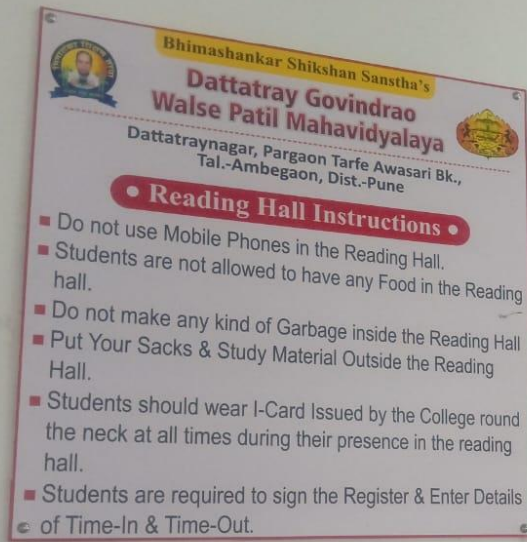 Bhimashankar Shikshan Sanstha's
Dattatray Govindrao
Walse Patil Mahavidyalaya
Dattatraynagar, Pargaon Tarfe Awasari Bk.,
Tal.-Ambegaon, Dist.-Pune
• Reading Hall Instructions •
■ Do not use Mobile Phones in the Reading Hall.
■ Students are not allowed to have any Food in the Reading
hall.
■ Do not make any kind of Garbage inside the Reading Hall
■ Put Your Sacks & Study Material Outside the Reading
Hall.
■ Students should wear I-Card Issued by the College round
the neck at all times during their presence in the reading
hall.
■ Students are required to sign the Register & Enter Details
of Time-In & Time-Out.